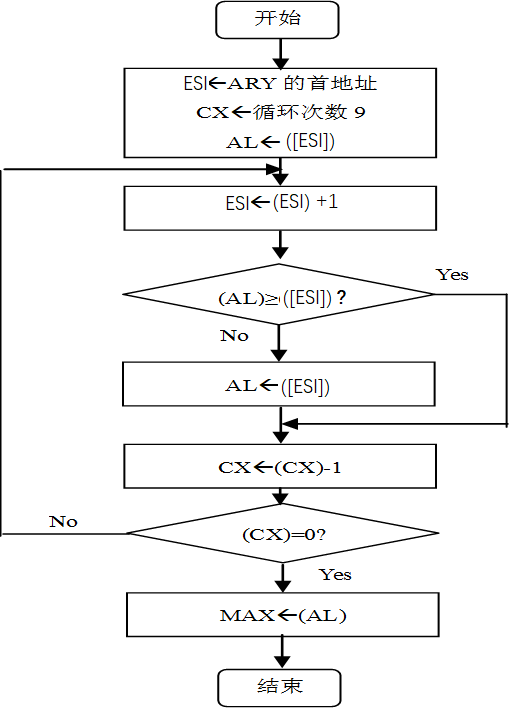 开始
ESI←ARY 的首地址
CX←循环次数 9
AL← ([ESI])
ESI←(ESI) +1
Yes
(AL)≥([ESI]) ?
No
AL←([ESI])
CX←(CX)-1
No
(CX)=0?
Yes
MAX←(AL)
结束